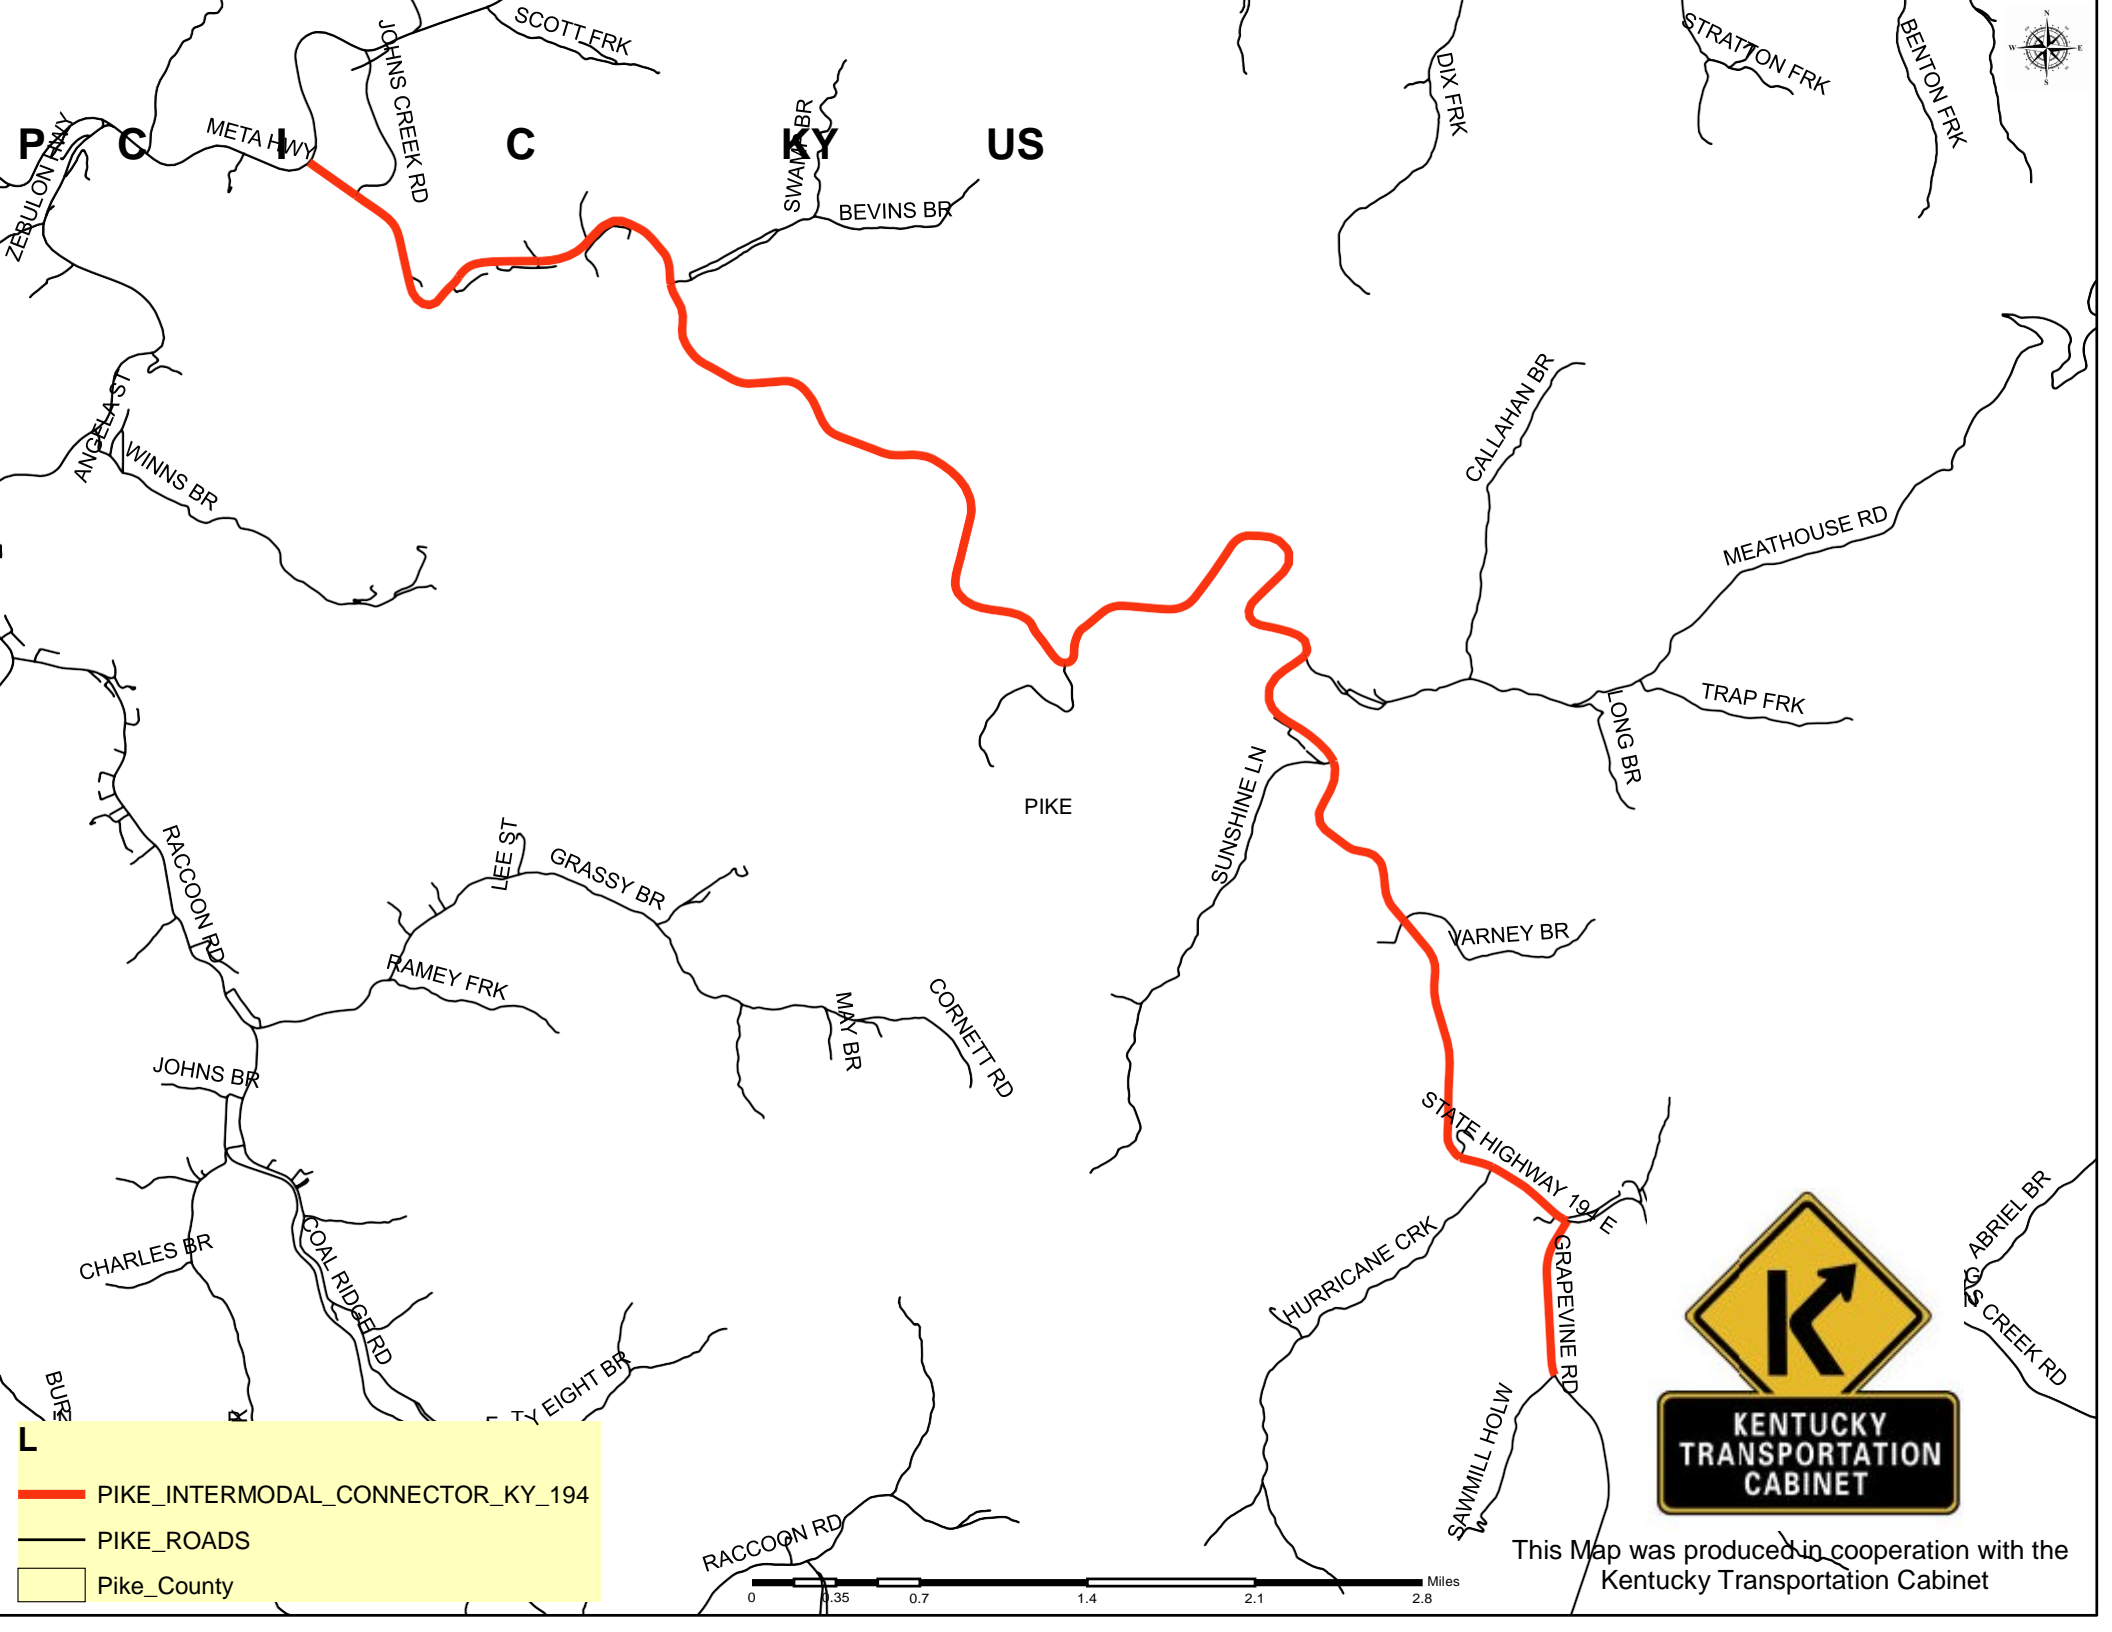 SCOTT FRK
JOHNS CREEK RD
STRATTON FRK
BENTON FRK
DIX FRK
N
W
E
S
META HWY
ZEBULON HWY
P C I C KY US
SWAMP BR
BEVINS BR
CALLAHAN BR
ANGELA ST
WINNS BR
MEATHOUSE RD
TRAP FRK
LONG BR
SUNSHINE LN
PIKE
RACCOON RD
LEE ST
GRASSY BR
VARNEY BR
RAMEY FRK
MAY BR
CORNETT RD
JOHNS BR
STATE HIGHWAY 194 E
ABRIEL BR
G
CHARLES BR
COAL RIDGE RD
HURRICANE CRK
GRAPEVINE RD
S CREEK RD
TY EIGHT BR
BUR
SAWMILL HOLW
RACCOON RD
L
PIKE_INTERMODAL_CONNECTOR_KY_194
PIKE_ROADS
Pike_County
KENTUCKY
TRANSPORTATION
CABINET
This Map was produced in cooperation with the
Kentucky Transportation Cabinet
Miles
0 0.35 0.7 1.4 2.1 2.8